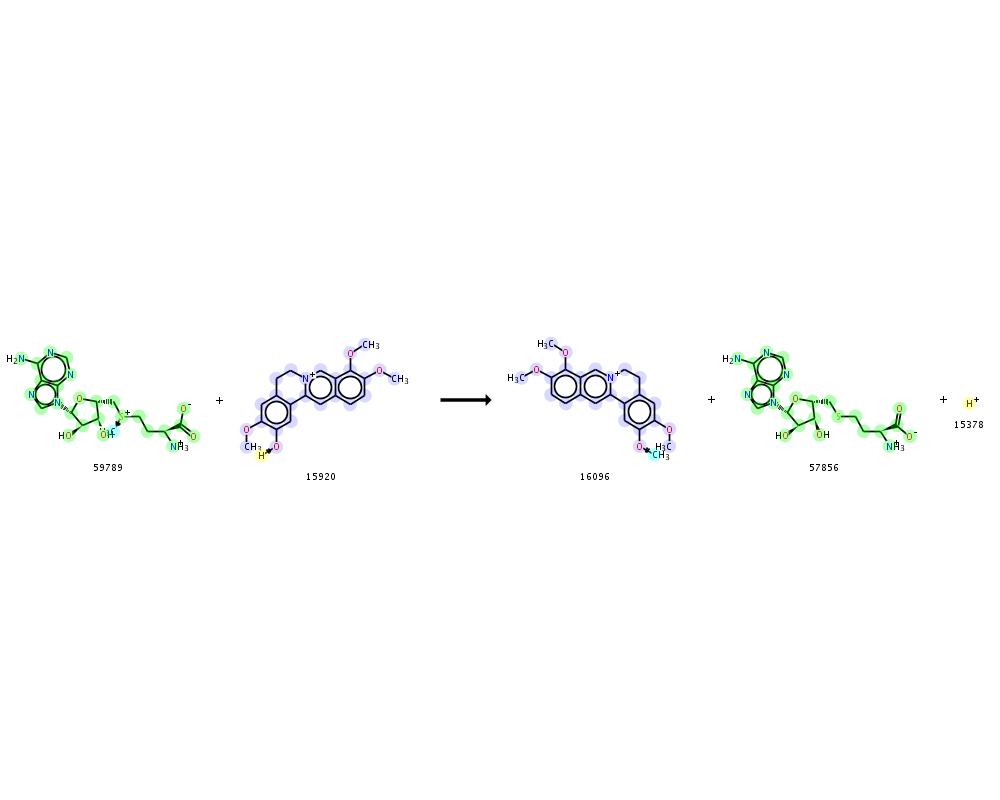 H₂N N N N N O S⁺ C HO OH O⁻ O NH₃⁺
59789
+
O CH₃ O CH₃ N⁺ O CH₃ O H
15920
H₃C O H₃C O N⁺ O H₃C O CH₃
16096
+
H₂N N N N N O S HO OH O O⁻ NH₃⁺
57856
+
H⁺
15378